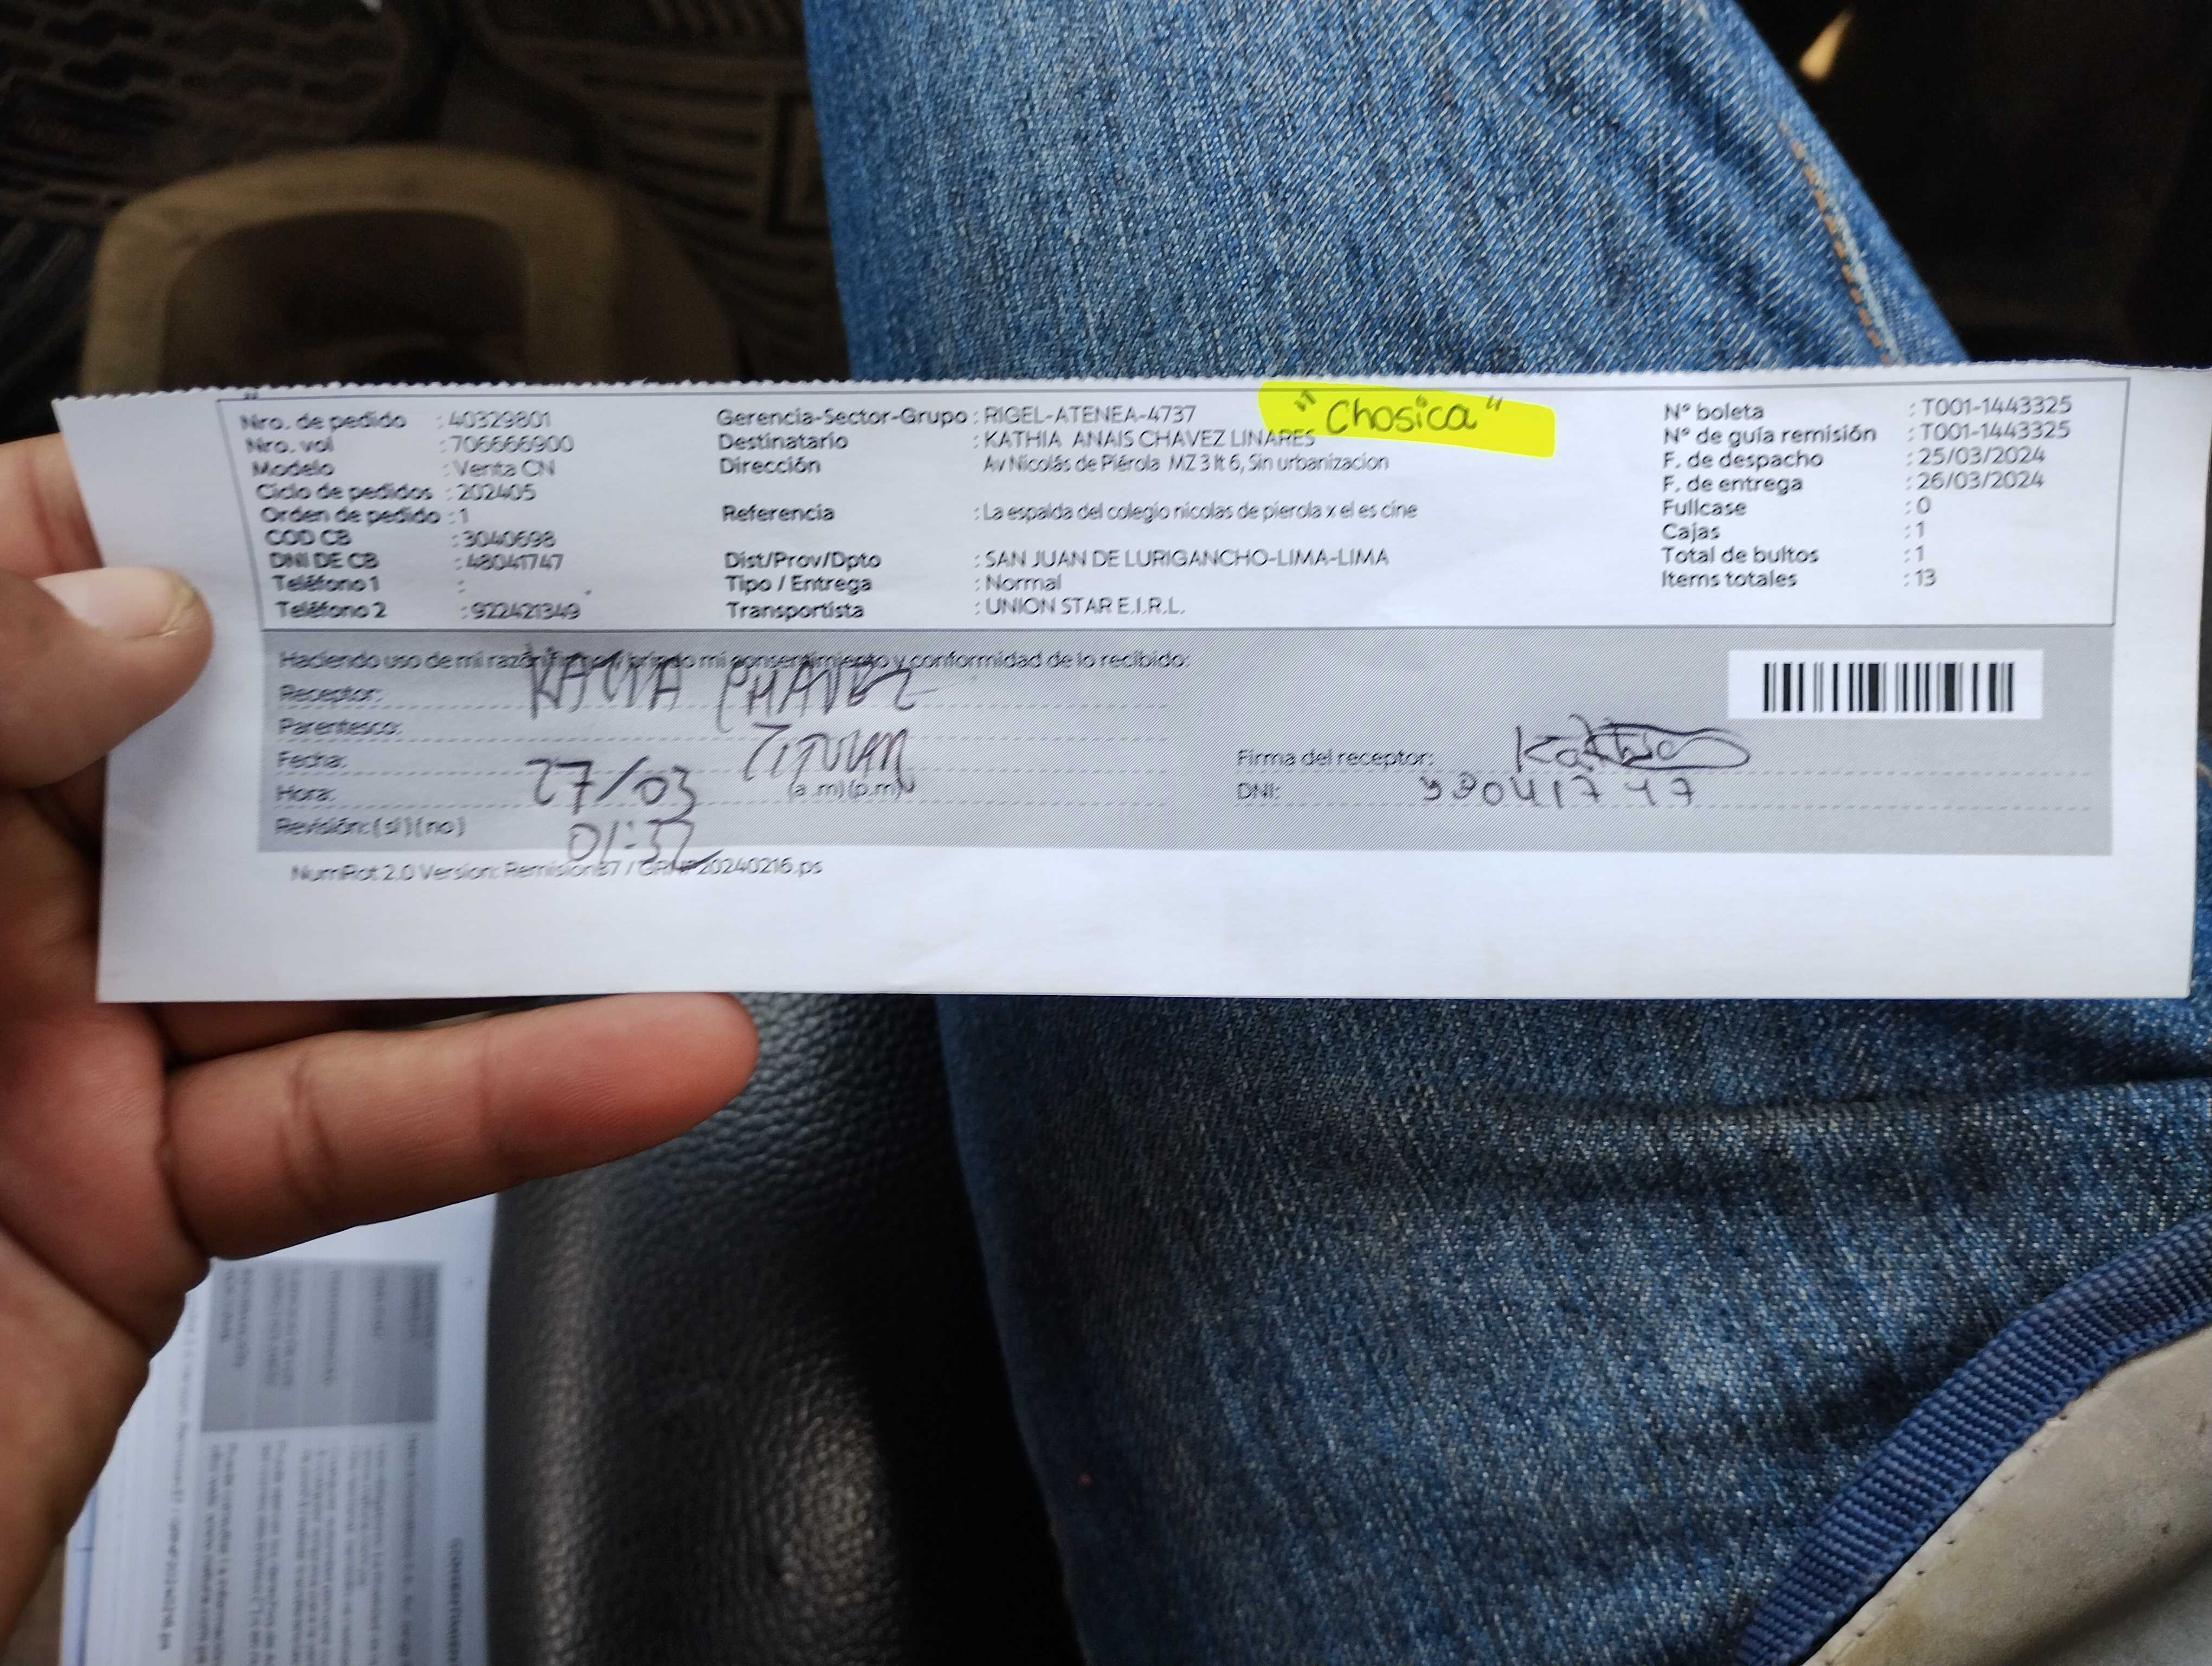 Nro. de pedido : 40329801
Nro. vol : 706666900
Modelo : Venta CN
Ciclo de pedidos : 202405
Orden de pedido : 1
COD CB : 3040698
DNI DE CB : 48041747
Teléfono 1 :
Teléfono 2 : 922421349
Gerencia-Sector-Grupo : RIGEL-ATENEA-4737
"Chosica"
Destinatario : KATHIA ANAIS CHAVEZ LINARES
Dirección Av Nicolás de Piérola MZ 3 lt 6, Sin urbanizacion
Referencia : La espalda del colegio nicolas de pierola x el es cine
Dist/Prov/Dpto : SAN JUAN DE LURIGANCHO-LIMA-LIMA
Tipo / Entrega : Normal
Transportista : UNION STAR E.I.R.L.
N° boleta : T001-1443325
N° de guía remisión : T001-1443325
F. de despacho : 25/03/2024
F. de entrega : 26/03/2024
Fullcase : 0
Cajas : 1
Total de bultos : 1
Items totales : 13
Haciendo uso de mi brindo mi consentimiento y conformidad de lo recibido:
Receptor: CHAVEZ
Parentesco:
Fecha: 27/03
Hora: (a.m)(p.m)
01:32
Revisión: (si)(no)
Firma del receptor: Kathia
DNI:
NumRot 2.0 Version: Remision87 / 20240216.ps